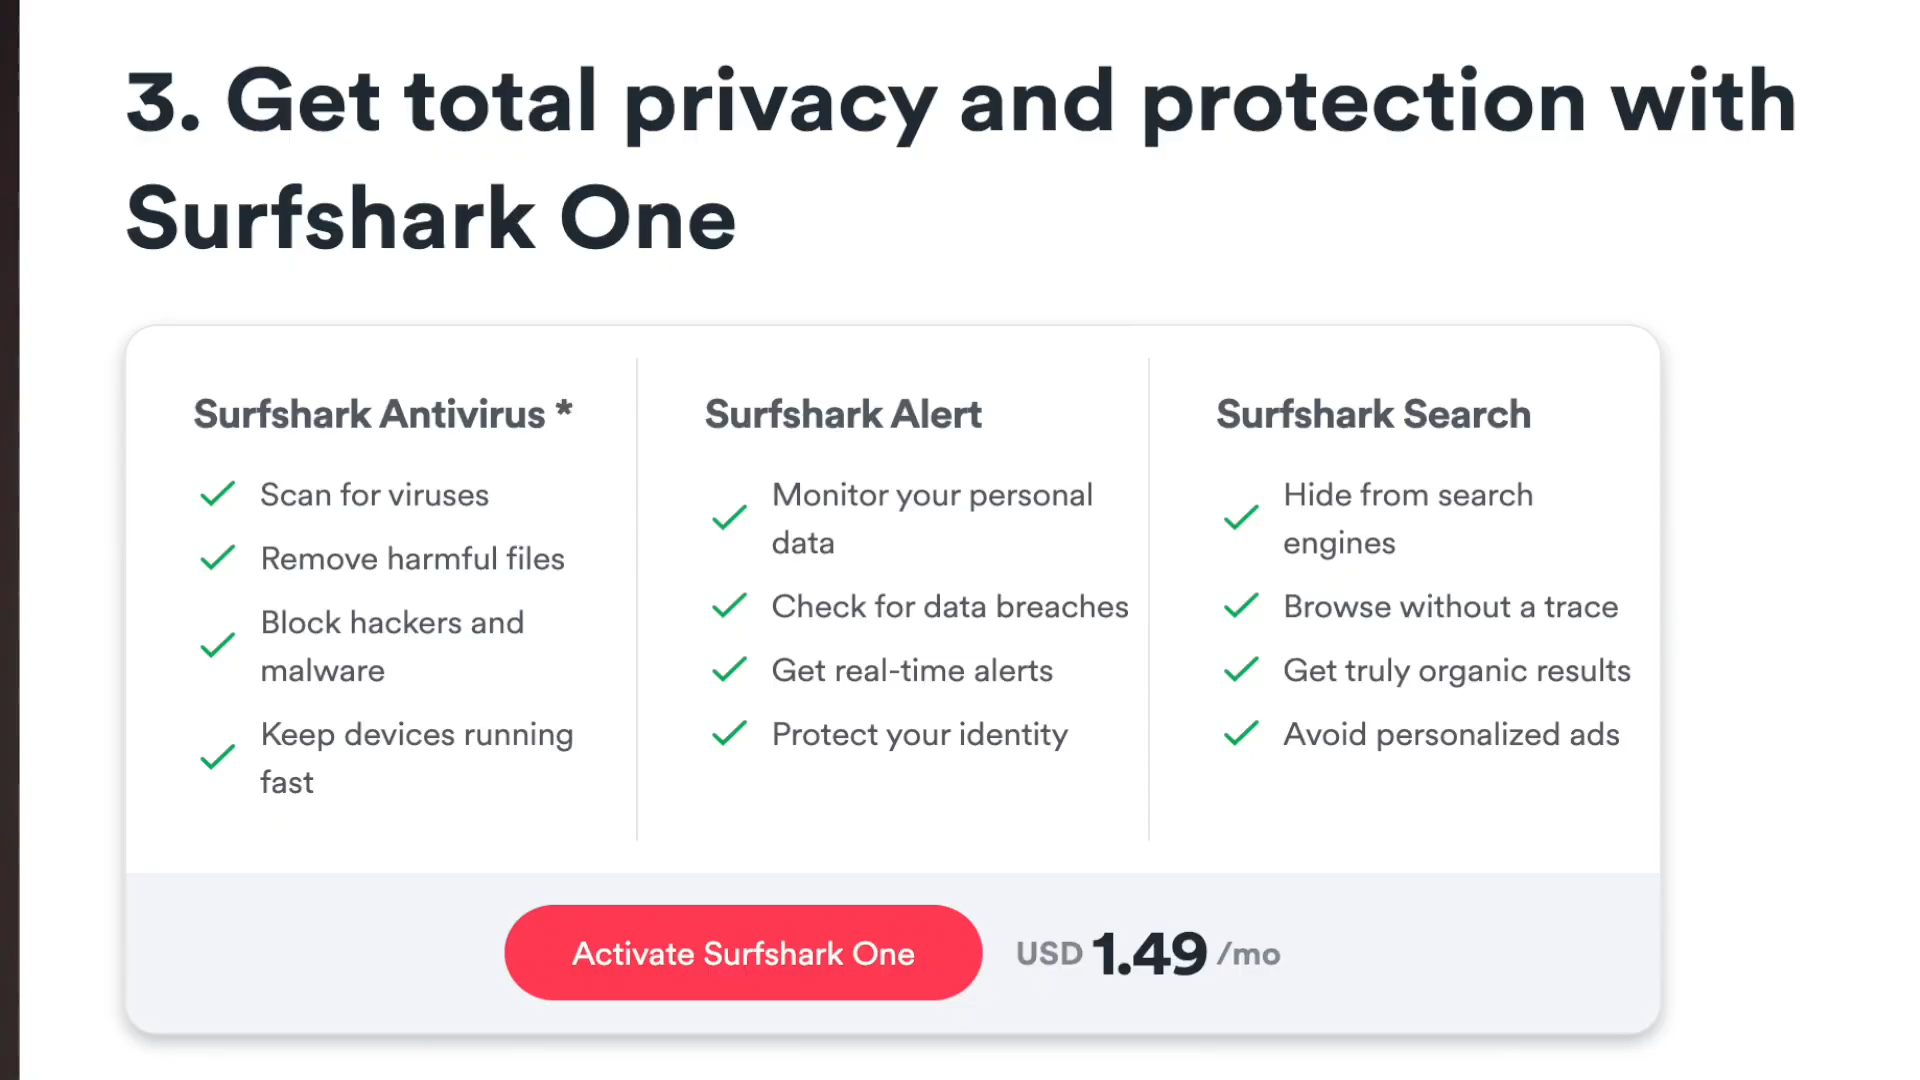 3. Get total privacy and protection with
Surfshark One
Surfshark Antivirus *
Scan for viruses
Remove harmful files
Block hackers and
malware
Keep devices running
fast
Surfshark Alert
Monitor your personal
data
Check for data breaches
Get real-time alerts
Protect your identity
Surfshark Search
Hide from search
engines
Browse without a trace
Get truly organic results
Avoid personalized ads
Activate Surfshark One
USD 1.49 /mo